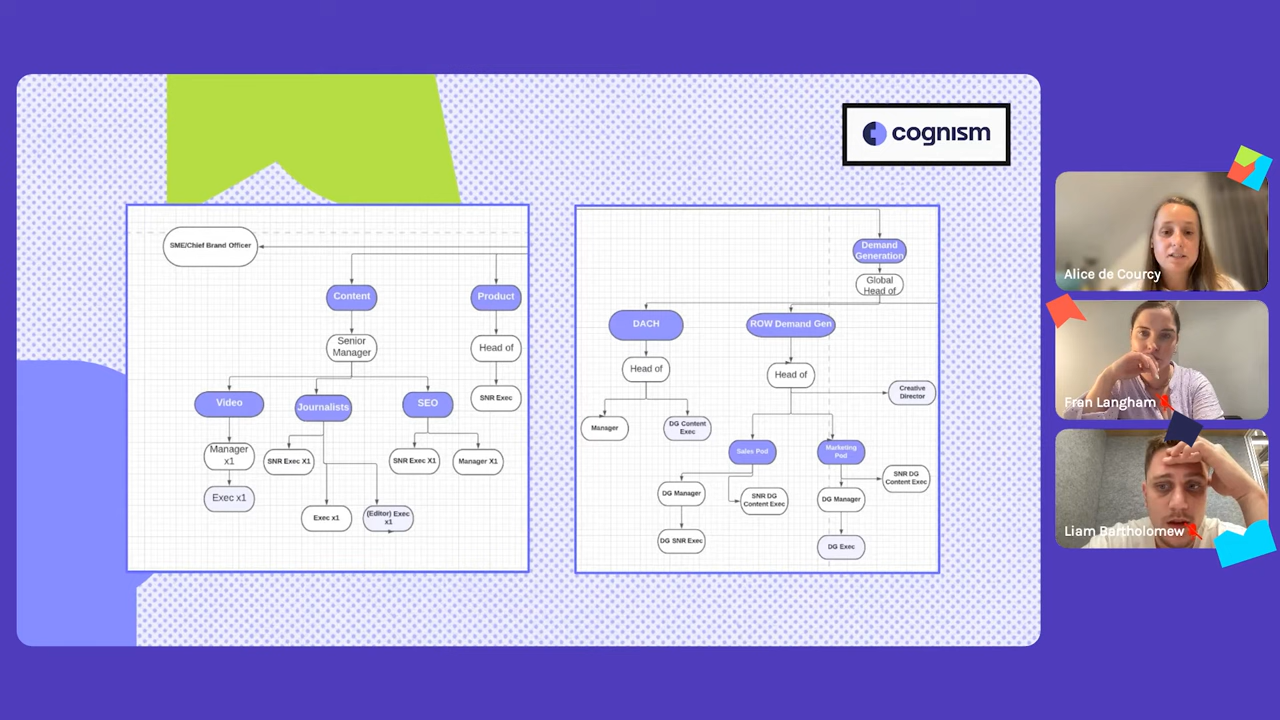 cognism
SME/Chief Brand Officer
Content
Product
Senior
Manager
Head of
Video
Journalists
SEO
SNR Exec
Manager
x1
SNR Exec X1
SNR Exec X1
Manager X1
Exec x1
Exec x1
(Editor) Exec
x1
Demand
Generation
Global
Head of
DACH
ROW Demand Gen
Head of
Head of
Creative
Director
Manager
DG Content
Exec
Sales Pod
Marketing
Pod
SNR DG
Content Exec
DG Manager
SNR DG
Content Exec
DG Manager
DG SNR Exec
DG Exec
Alice de Courcy
Fran Langham
Liam Bartholomew